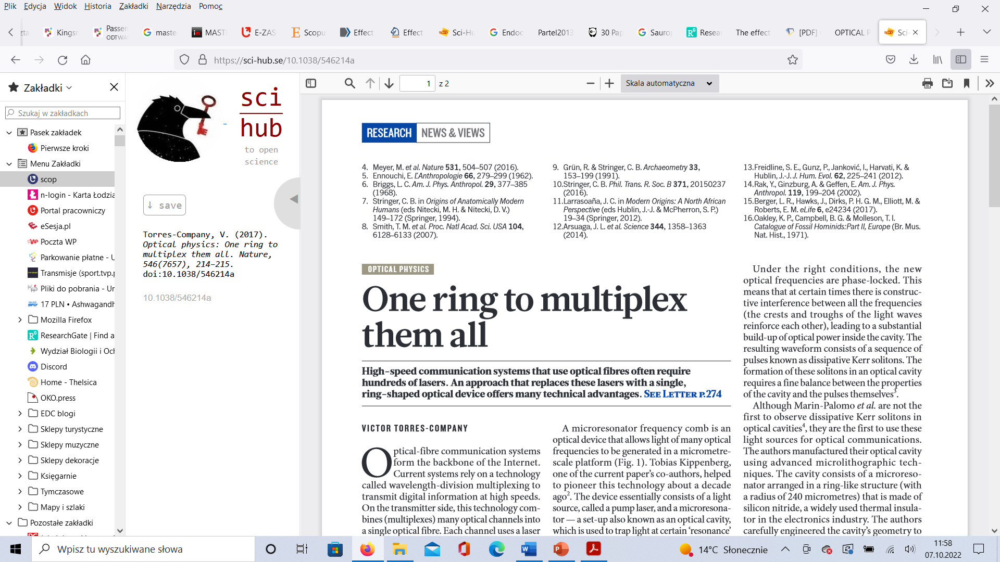 Plik Edycja Widok Historia Zakładki Narzędzia Pomoc
Kingsm
Passen
ODTWA
maste
MASTE
E-ZAS
Scopu
Effect
Effect
Sci-Hu
Endoc
Partel2013
30 Pap
Saurop
Resear
The effect
[PDF]
OPTICAL P
Sci-
https://sci-hub.se/10.1038/546214a
Zakładki
Szukaj w zakładkach
Pasek zakładek
Pierwsze kroki
Menu Zakładki
scop
n-login - Karta Łodzia
Portal pracowniczy
eSesja.pl
Poczta WP
Parkowanie płatne - U
Transmisje (sport.tvp.p
Pliki do pobrania - Un
17 PLN • Ashwagandh
Mozilla Firefox
ResearchGate | Find a
Wydział Biologii i Och
Discord
Home - Thelsica
OKO.press
EDC blogi
Sklepy turystyczne
Sklepy muzyczne
Sklepy dekoracje
Księgarnie
Tymczasowe
Mapy i szlaki
Pozostałe zakładki
sci
hub
to open
science
↓ save
Torres-Company, V. (2017).
Optical physics: One ring to
multiplex them all. Nature,
546(7657), 214–215.
doi:10.1038/546214a
10.1038/546214a
1 z 2
Skala automatyczna
RESEARCH NEWS & VIEWS
4. Meyer, M. et al. Nature 531, 504–507 (2016).
5. Ennouchi, E. L'Anthropologie 66, 279–299 (1962).
6. Briggs, L. C. Am. J. Phys. Anthropol. 29, 377–385
(1968).
7. Stringer, C. B. in Origins of Anatomically Modern
Humans (eds Nitecki, M. H. & Nitecki, D. V.)
149–172 (Springer, 1994).
8. Smith, T. M. et al. Proc. Natl Acad. Sci. USA 104,
6128–6133 (2007).
9. Grün, R. & Stringer, C. B. Archaeometry 33,
153–199 (1991).
10.Stringer, C. B. Phil. Trans. R. Soc. B 371, 20150237
(2016).
11.Larrasoaña, J. C. in Modern Origins: A North African
Perspective (eds Hublin, J.-J. & McPherron, S. P.)
19–34 (Springer, 2012).
12.Arsuaga, J. L. et al. Science 344, 1358–1363
(2014).
13.Freidline, S. E., Gunz, P., Janković, I., Harvati, K. &
Hublin, J.-J. J. Hum. Evol. 62, 225–241 (2012).
14.Rak, Y., Ginzburg, A. & Geffen, E. Am. J. Phys.
Anthropol. 119, 199–204 (2002).
15.Berger, L. R., Hawks, J., Dirks, P. H. G. M., Elliott, M. &
Roberts, E. M. eLife 6, e24234 (2017).
16.Oakley, K. P., Campbell, B. G. & Molleson, T. I.
Catalogue of Fossil Hominids: Part II, Europe (Br. Mus.
Nat. Hist., 1971).
OPTICAL PHYSICS
One ring to multiplex
them all
High-speed communication systems that use optical fibres often require
hundreds of lasers. An approach that replaces these lasers with a single,
ring-shaped optical device offers many technical advantages. SEE LETTER P.274
VICTOR TORRES-COMPANY
Optical-fibre communication systems
form the backbone of the Internet.
Current systems rely on a technology
called wavelength-division multiplexing to
transmit digital information at high speeds.
On the transmitter side, this technology com-
bines (multiplexes) many optical channels into
a single optical fibre. Each channel uses a laser
A microresonator frequency comb is an
optical device that allows light of many optical
frequencies to be generated in a micrometre-
scale platform (Fig. 1). Tobias Kippenberg,
one of the current paper's co-authors, helped
to pioneer this technology about a decade
ago2. The device essentially consists of a light
source, called a pump laser, and a microresona-
tor — a set-up also known as an optical cavity,
which is used to trap light at certain ‘resonance’
Under the right conditions, the new
optical frequencies are phase-locked. This
means that at certain times there is construc-
tive interference between all the frequencies
(the crests and troughs of the light waves
reinforce each other), leading to a substantial
build-up of optical power inside the cavity. The
resulting waveform consists of a sequence of
pulses known as dissipative Kerr solitons. The
formation of these solitons in an optical cavity
requires a fine balance between the properties
of the cavity and the pulses themselves3.
Although Marin-Palomo et al. are not the
first to observe dissipative Kerr solitons in
optical cavities4, they are the first to use these
light sources for optical communications.
The authors manufactured their optical cavity
using advanced microlithographic tech-
niques. The cavity consists of a microreso-
nator arranged in a ring-like structure (with
a radius of 240 micrometres) that is made of
silicon nitride, a widely used thermal insula-
tor in the electronics industry. The authors
carefully engineered the cavity's geometry to
Wpisz tu wyszukiwane słowa
14°C Słonecznie
11:58
07.10.2022